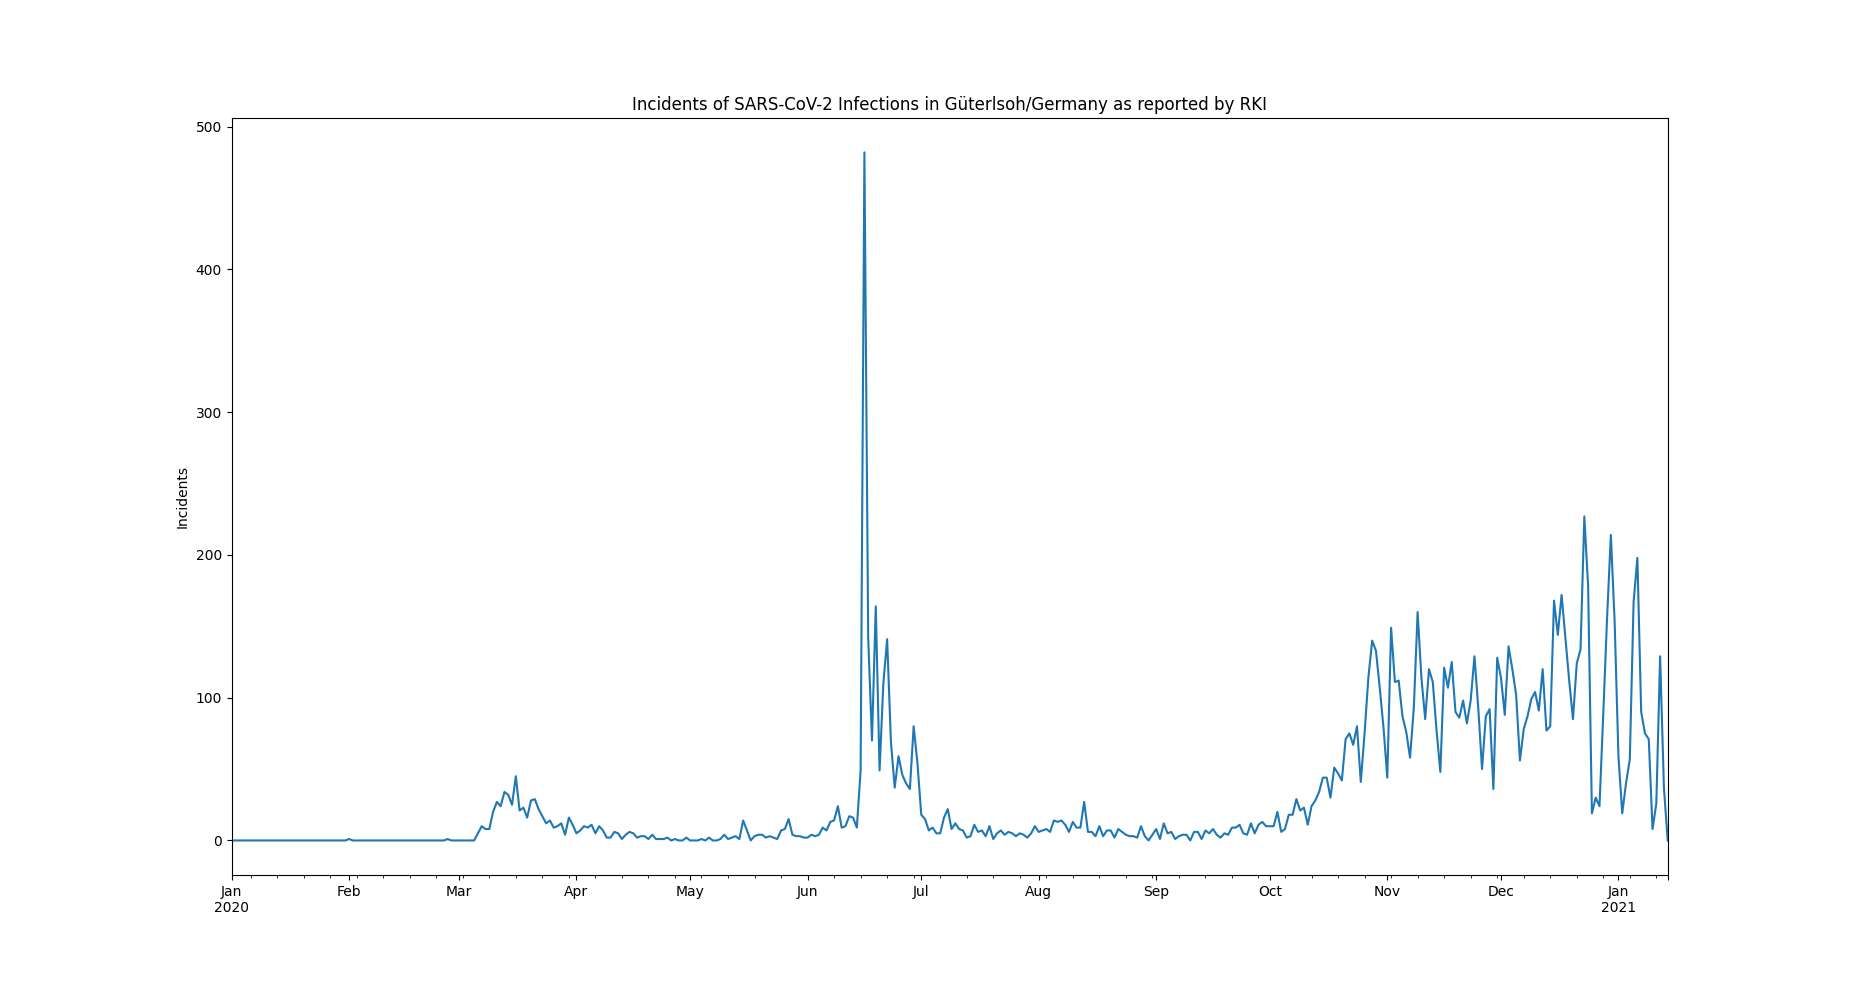 Incidents of SARS-CoV-2 Infections in Güterlsoh/Germany as reported by RKI
500
400
300
200
100
0
Incidents
Jan Feb Mar Apr May Jun Jul Aug Sep Oct Nov Dec Jan
2020 2021